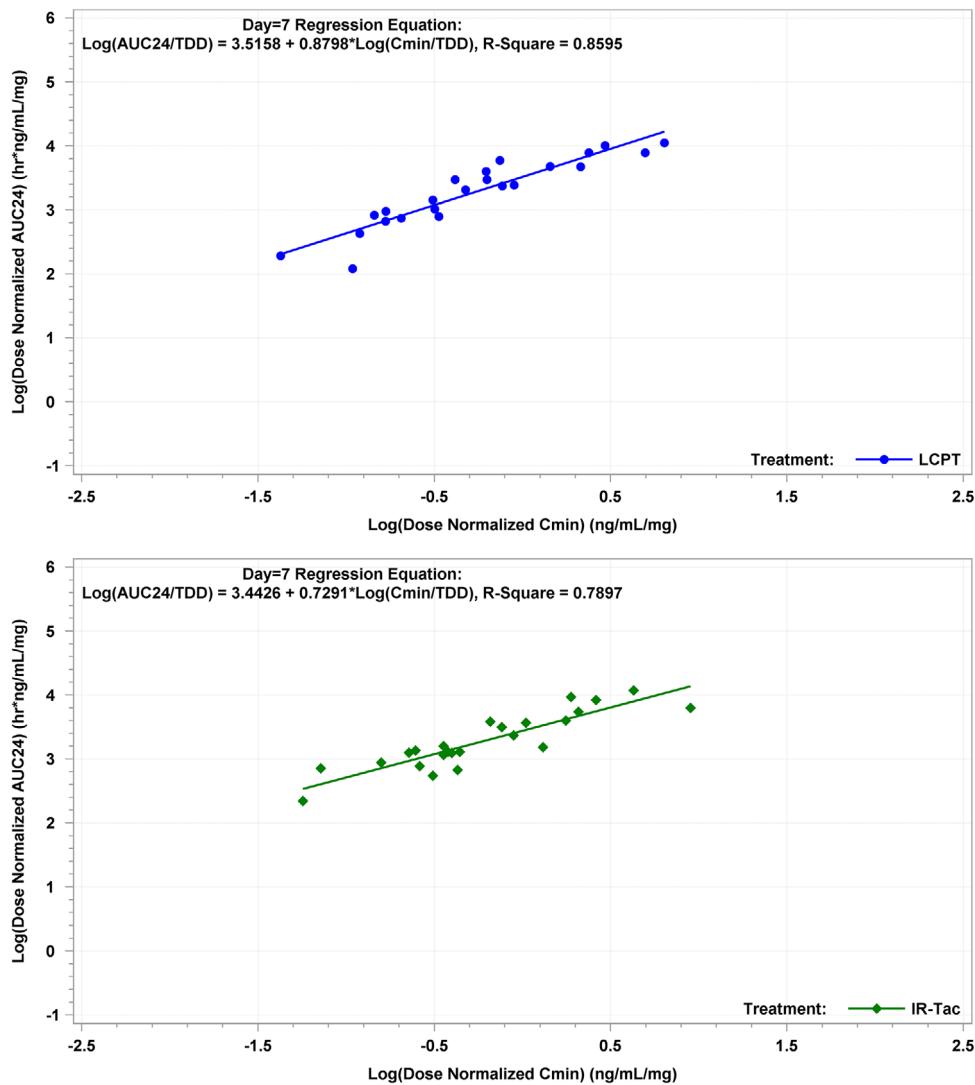 Day=7 Regression Equation:
Log(AUC24/TDD) = 3.5158 + 0.8798*Log(Cmin/TDD), R-Square = 0.8595
Log(Dose Normalized AUC24) (hr*ng/mL/mg)
6
5
4
3
2
1
0
-1
Treatment: LCPT
-2.5 -1.5 -0.5 0.5 1.5 2.5
Log(Dose Normalized Cmin) (ng/mL/mg)
Day=7 Regression Equation:
Log(AUC24/TDD) = 3.4426 + 0.7291*Log(Cmin/TDD), R-Square = 0.7897
Log(Dose Normalized AUC24) (hr*ng/mL/mg)
6
5
4
3
2
1
0
-1
Treatment: IR-Tac
-2.5 -1.5 -0.5 0.5 1.5 2.5
Log(Dose Normalized Cmin) (ng/mL/mg)